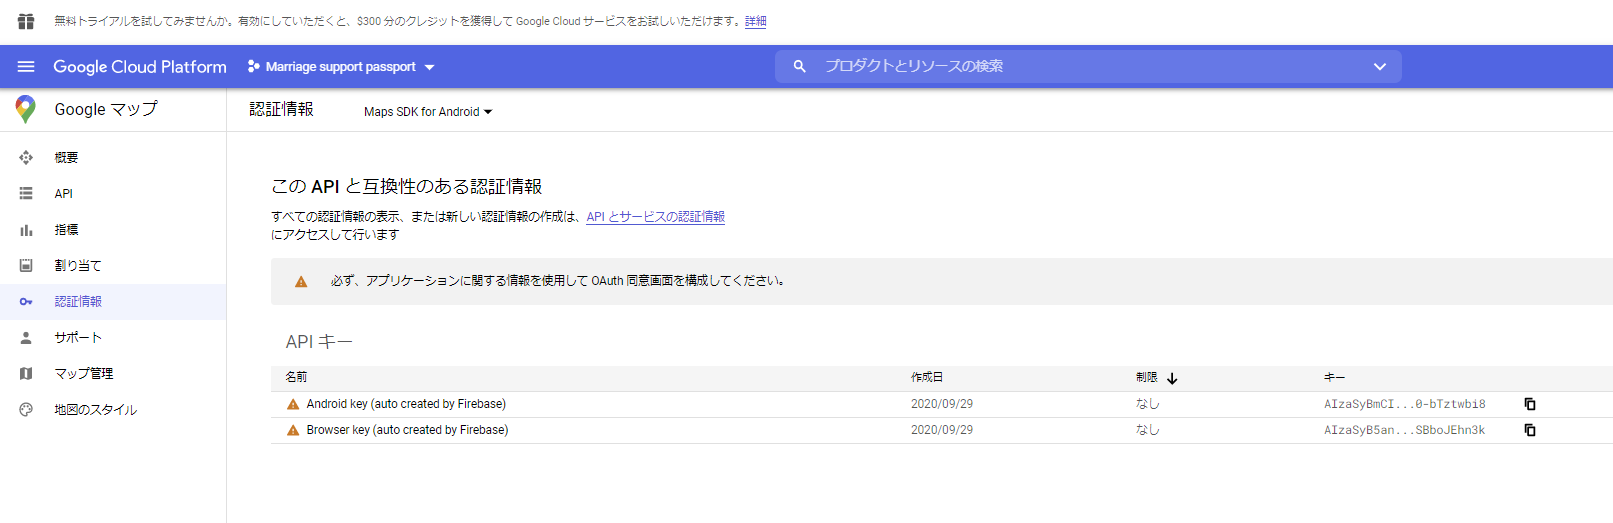 無料トライアルを試してみませんか。有効にしていただくと、$300 分のクレジットを獲得して Google Cloud サービスをお試しいただけます。 詳細
Google Cloud Platform
Marriage support passport
プロダクトとリソースの検索
Google マップ
認証情報
Maps SDK for Android
概要
API
指標
割り当て
認証情報
サポート
マップ管理
地図のスタイル
この API と互換性のある認証情報
すべての認証情報の表示、または新しい認証情報の作成は、API とサービスの認証情報
にアクセスして行います
必ず、アプリケーションに関する情報を使用して OAuth 同意画面を構成してください。
API キー
名前 作成日 制限 キー
Android key (auto created by Firebase) 2020/09/29 なし AIzaSyBmCI...0-bTztwbi8
Browser key (auto created by Firebase) 2020/09/29 なし AIzaSyB5an...SBboJEhn3k